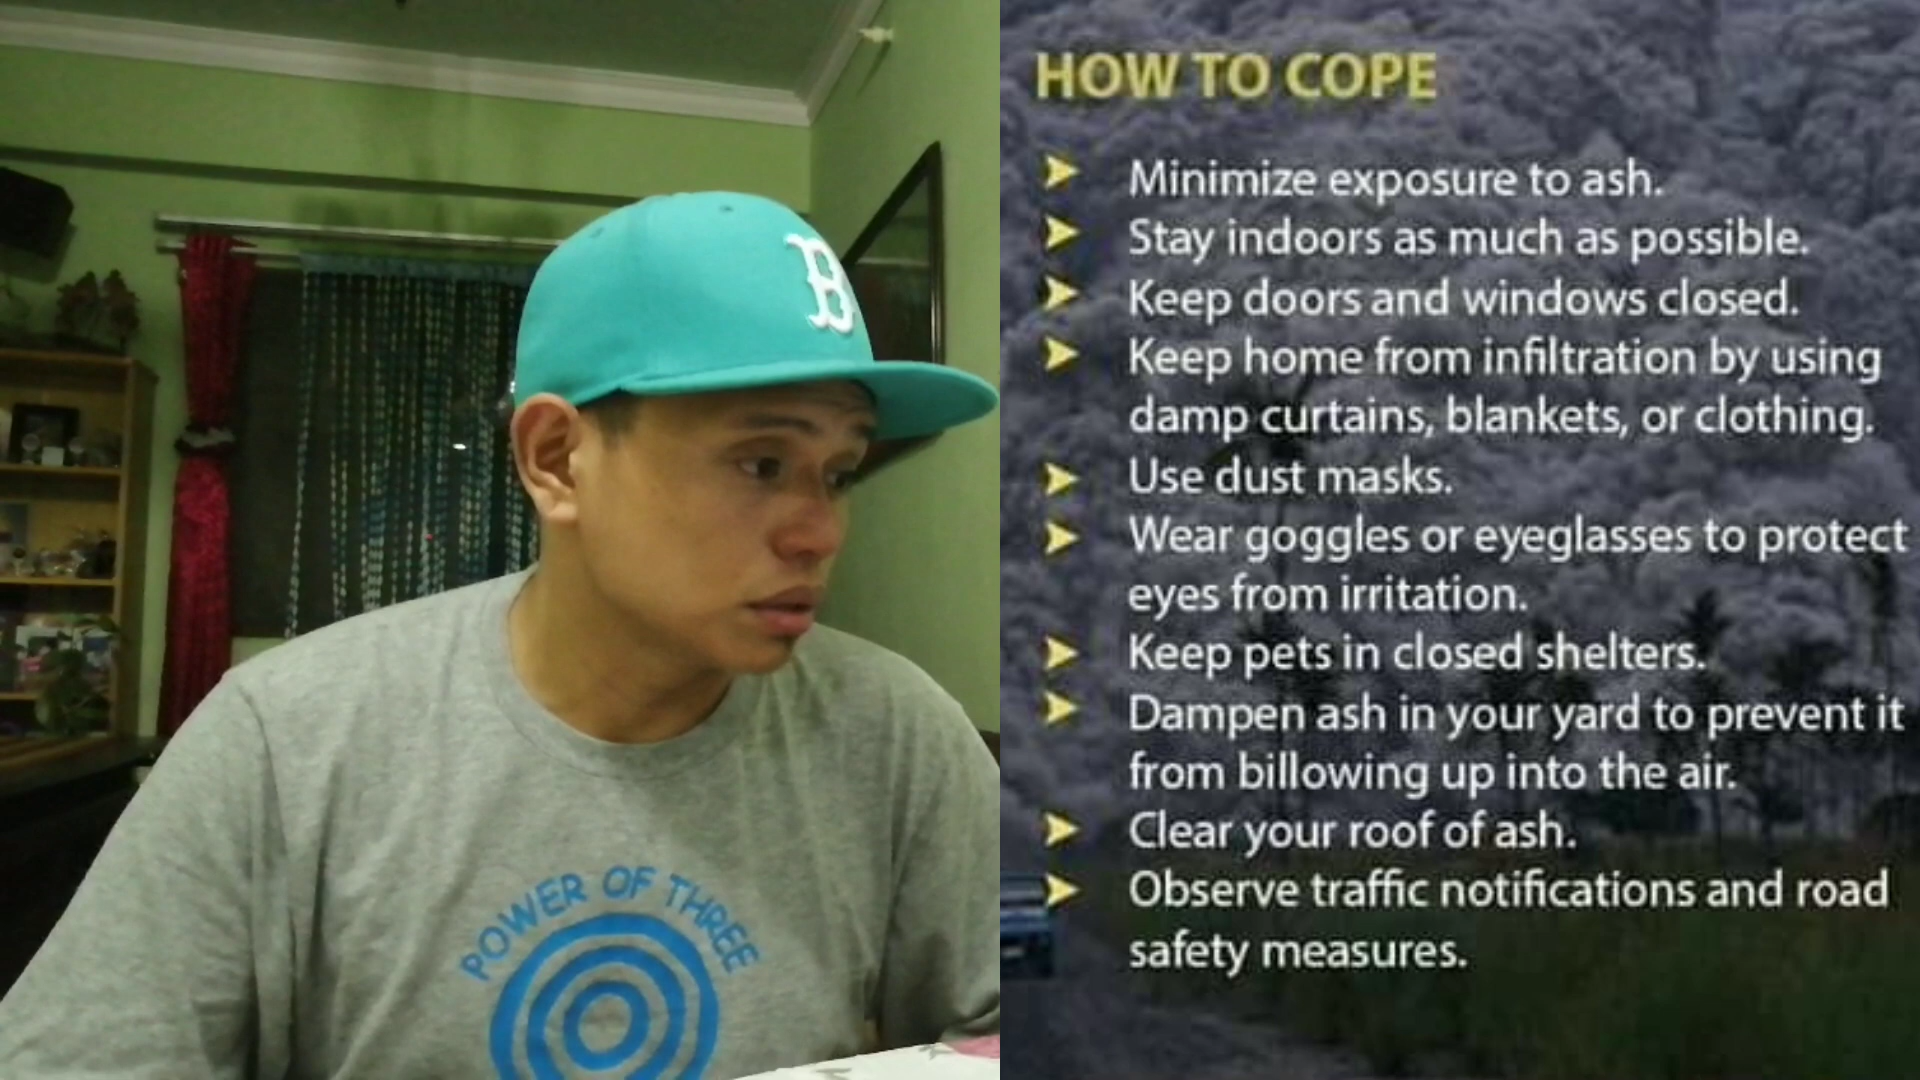 B
POWER OF THREE
HOW TO COPE
Minimize exposure to ash.
Stay indoors as much as possible.
Keep doors and windows closed.
Keep home from infiltration by using
damp curtains, blankets, or clothing.
Use dust masks.
Wear goggles or eyeglasses to protect
eyes from irritation.
Keep pets in closed shelters.
Dampen ash in your yard to prevent it
from billowing up into the air.
Clear your roof of ash.
Observe traffic notifications and road
safety measures.